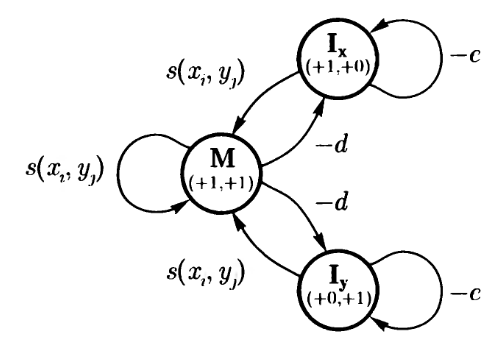 I_x
(+1,+0)
−c
s(x_i, y_j)
−d
M
(+1,+1)
s(x_i, y_j)
−d
s(x_i, y_j)
I_y
(+0,+1)
−c